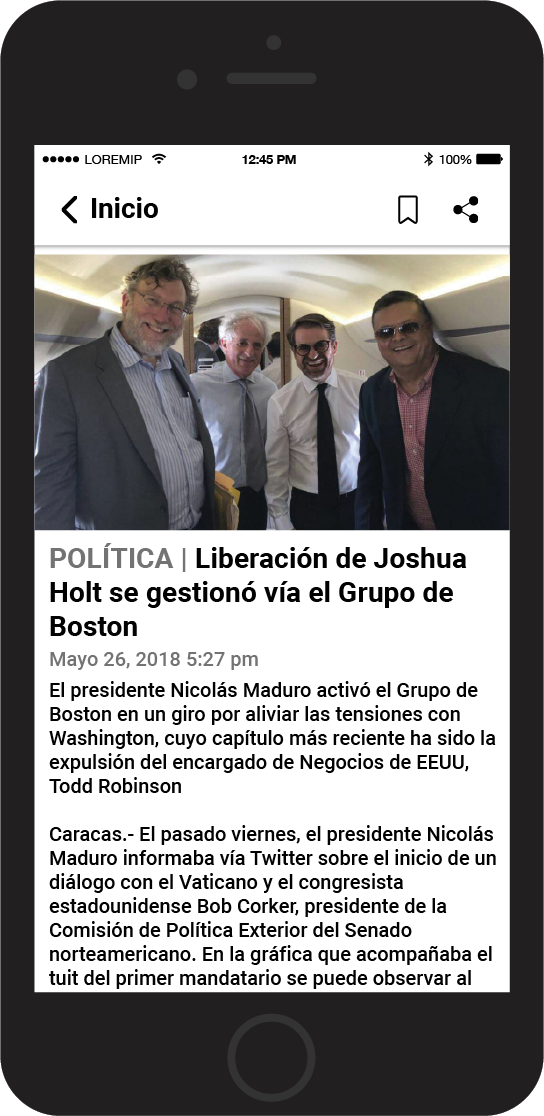 LOREMIP 12:45 PM 100%
Inicio
POLÍTICA | Liberación de Joshua
Holt se gestionó vía el Grupo de
Boston
Mayo 26, 2018 5:27 pm
El presidente Nicolás Maduro activó el Grupo de
Boston en un giro por aliviar las tensiones con
Washington, cuyo capítulo más reciente ha sido la
expulsión del encargado de Negocios de EEUU,
Todd Robinson
Caracas.- El pasado viernes, el presidente Nicolás
Maduro informaba vía Twitter sobre el inicio de un
diálogo con el Vaticano y el congresista
estadounidense Bob Corker, presidente de la
Comisión de Política Exterior del Senado
norteamericano. En la gráfica que acompañaba el
tuit del primer mandatario se puede observar al